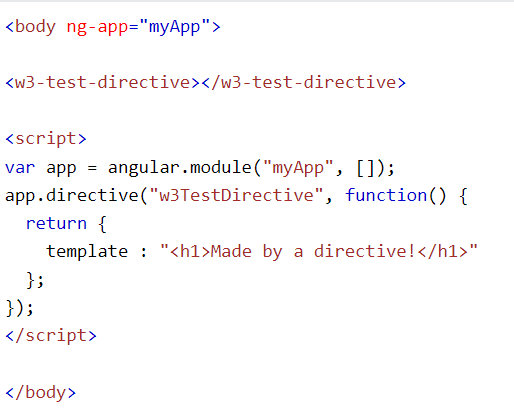 <body ng-app="myApp">
<w3-test-directive></w3-test-directive>
<script>
var app = angular.module("myApp", []);
app.directive("w3TestDirective", function() {
  return {
    template : "<h1>Made by a directive!</h1>"
  };
});
</script>
</body>